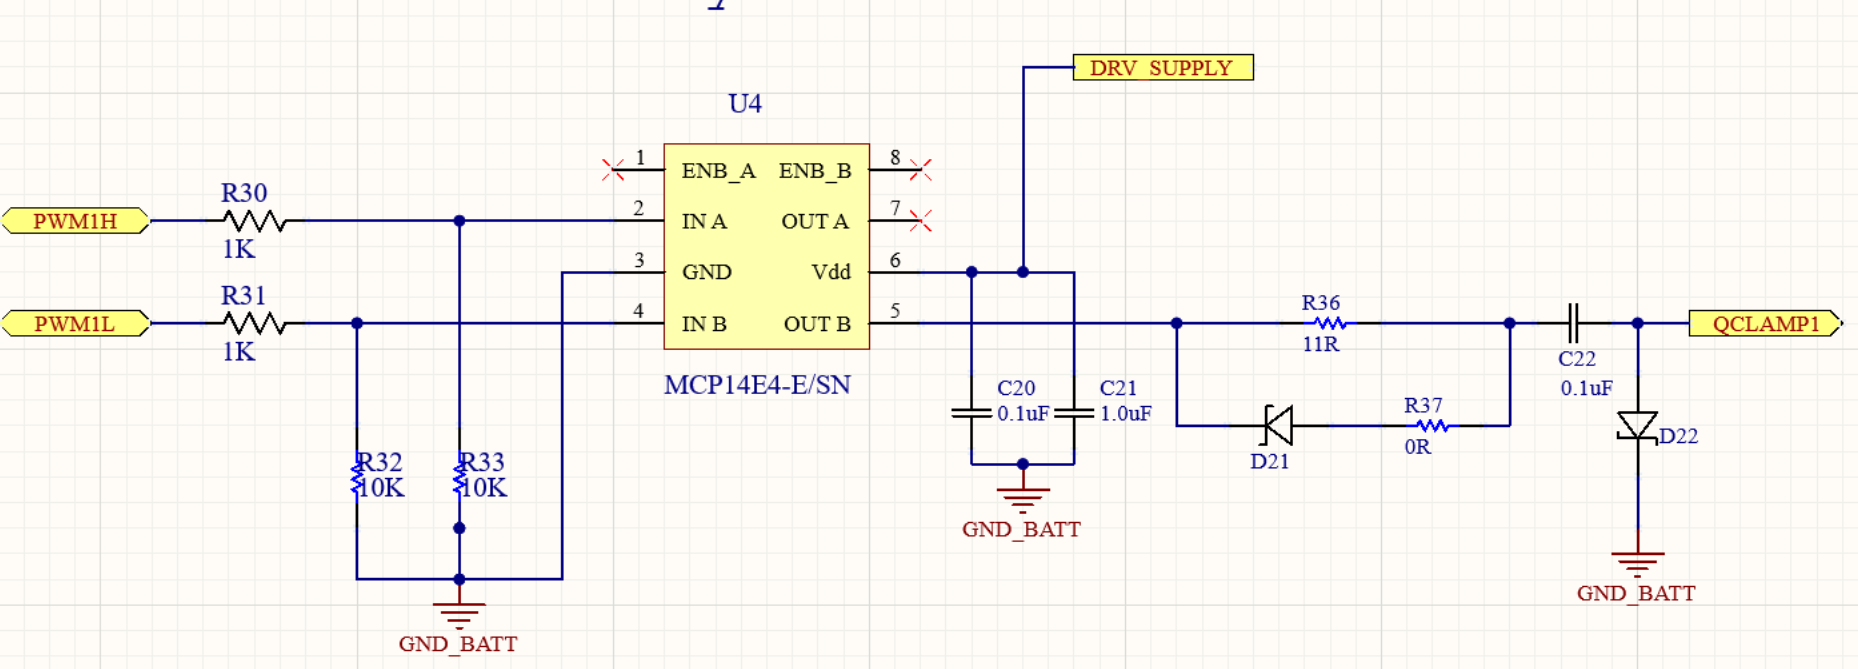 DRV_SUPPLY
U4
1
ENB_A
ENB_B
8
R30
PWM1H
1K
2
IN A
OUT A
7
3
GND
Vdd
6
R31
PWM1L
1K
4
IN B
OUT B
5
R36
11R
QCLAMP1
C22
0.1uF
MCP14E4-E/SN
C20
0.1uF
C21
1.0uF
R37
0R
D21
D22
R32
10K
R33
10K
GND_BATT
GND_BATT
GND_BATT